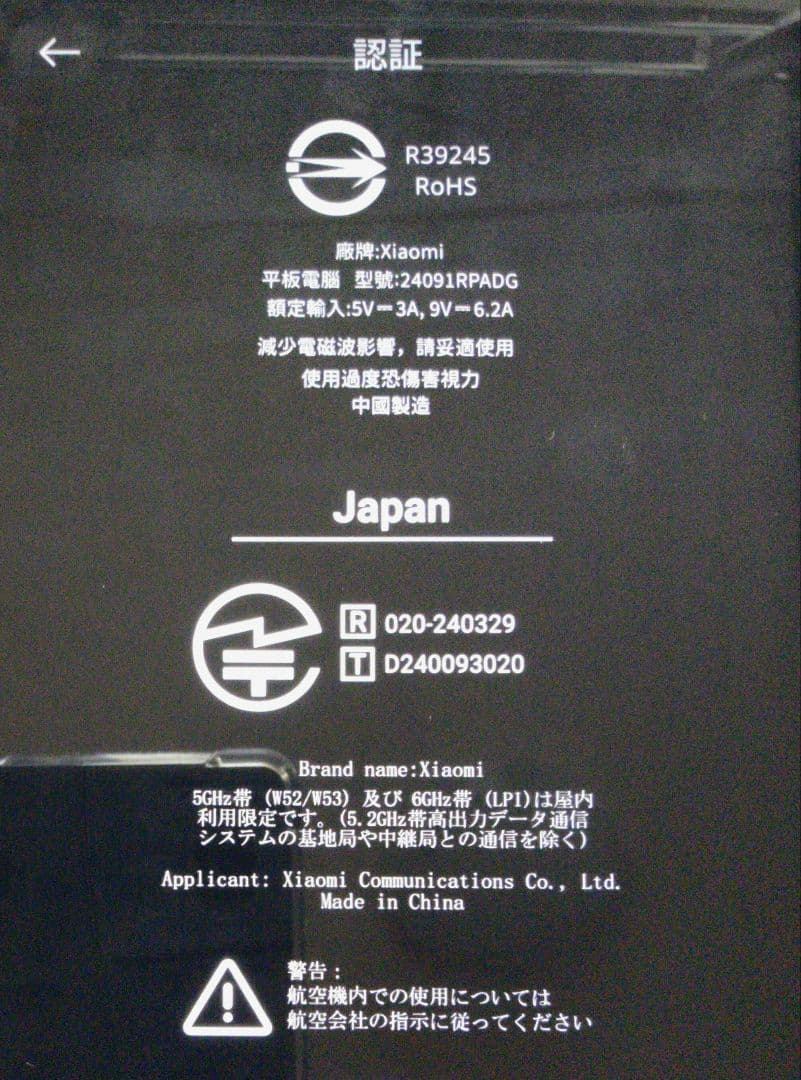 認証
R39245
RoHS
廠牌:Xiaomi
平板電腦 型號:24091RPADG
額定輸入:5V⎓3A, 9V⎓6.2A
減少電磁波影響，請妥適使用
使用過度恐傷害視力
中國製造
Japan
R 020-240329
T D240093020
Brand name:Xiaomi
5GHz帯 (W52/W53) 及び 6GHz帯 (LPI)は屋内
利用限定です。(5.2GHz帯高出力データ通信
システムの基地局や中継局との通信を除く)
Applicant: Xiaomi Communications Co., Ltd.
Made in China
警告：
航空機内での使用については
航空会社の指示に従ってください